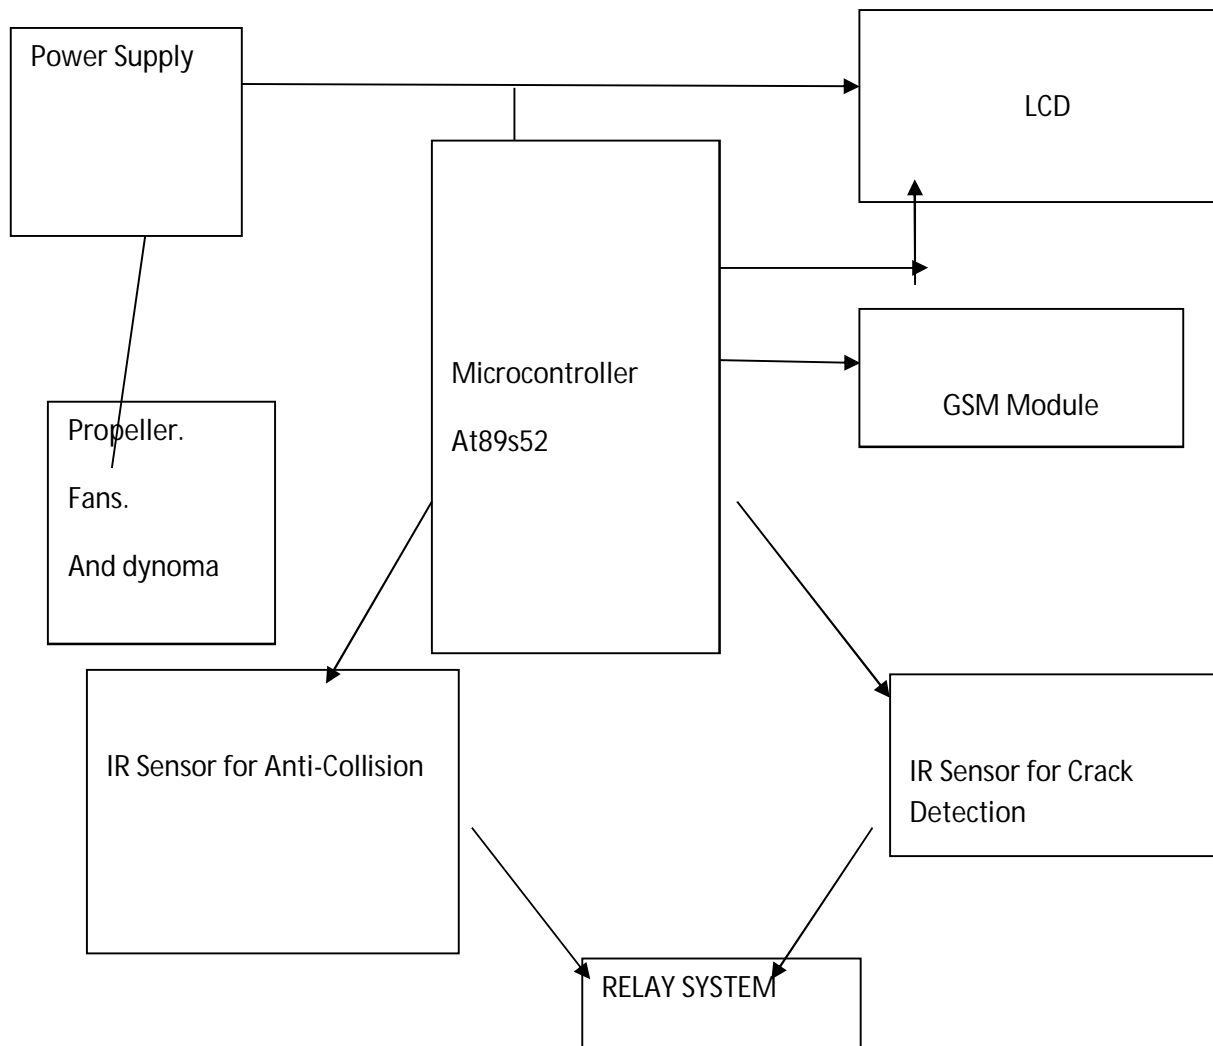 Power Supply
LCD
Microcontroller
At89s52
GSM Module
Propeller.
Fans.
And dynoma
IR Sensor for Anti-Collision
IR Sensor for Crack
Detection
RELAY SYSTEM